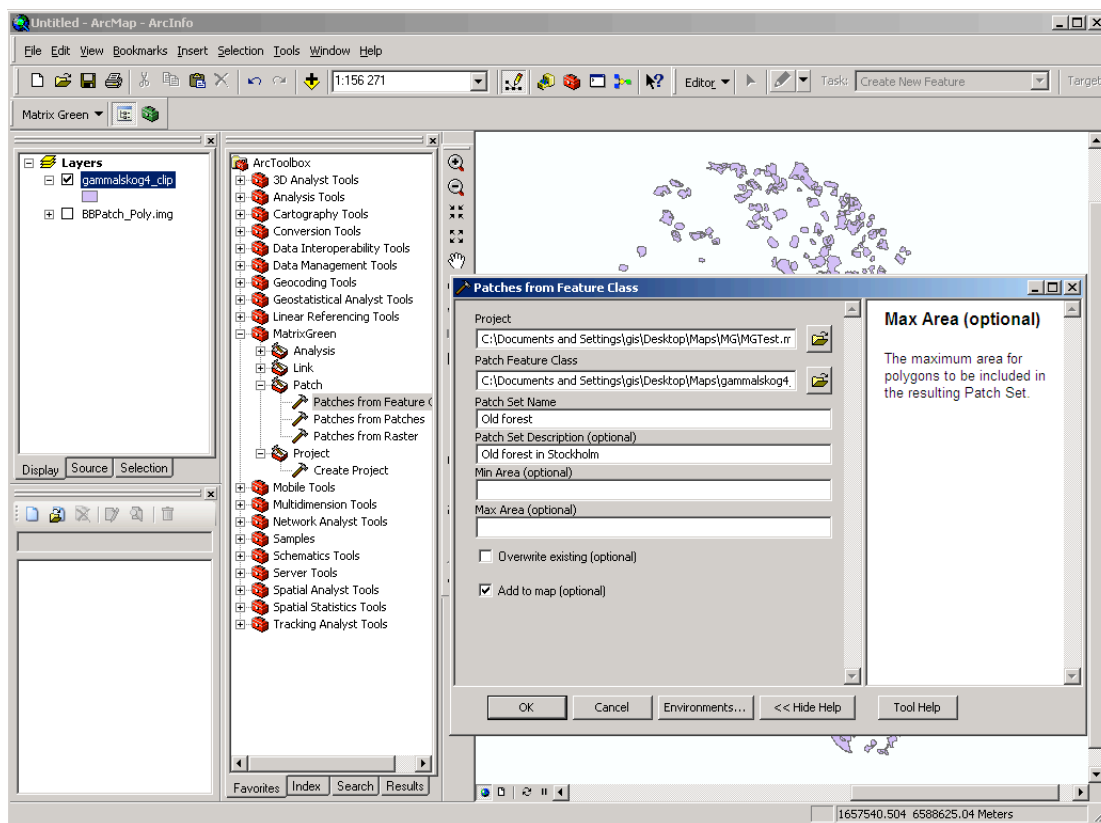 Untitled - ArcMap - ArcInfo
File Edit View Bookmarks Insert Selection Tools Window Help
1:156 271
Editor
Task: Create New Feature
Target
Matrix Green
Layers
gammalskog4_clip
BBPatch_Poly.img
Display Source Selection
ArcToolbox
3D Analyst Tools
Analysis Tools
Cartography Tools
Conversion Tools
Data Interoperability Tools
Data Management Tools
Geocoding Tools
Geostatistical Analyst Tools
Linear Referencing Tools
MatrixGreen
Analysis
Link
Patch
Patches from Feature C
Patches from Patches
Patches from Raster
Project
Create Project
Mobile Tools
Multidimension Tools
Network Analyst Tools
Samples
Schematics Tools
Server Tools
Spatial Analyst Tools
Spatial Statistics Tools
Tracking Analyst Tools
Favorites Index Search Results
Patches from Feature Class
Project
C:\Documents and Settings\gis\Desktop\Maps\MG\MGTest.m
Patch Feature Class
C:\Documents and Settings\gis\Desktop\Maps\gammalskog4_
Patch Set Name
Old forest
Patch Set Description (optional)
Old forest in Stockholm
Min Area (optional)
Max Area (optional)
Overwrite existing (optional)
Add to map (optional)
Max Area (optional)
The maximum area for
polygons to be included in
the resulting Patch Set.
OK Cancel Environments... << Hide Help Tool Help
1657540.504 6588625.04 Meters